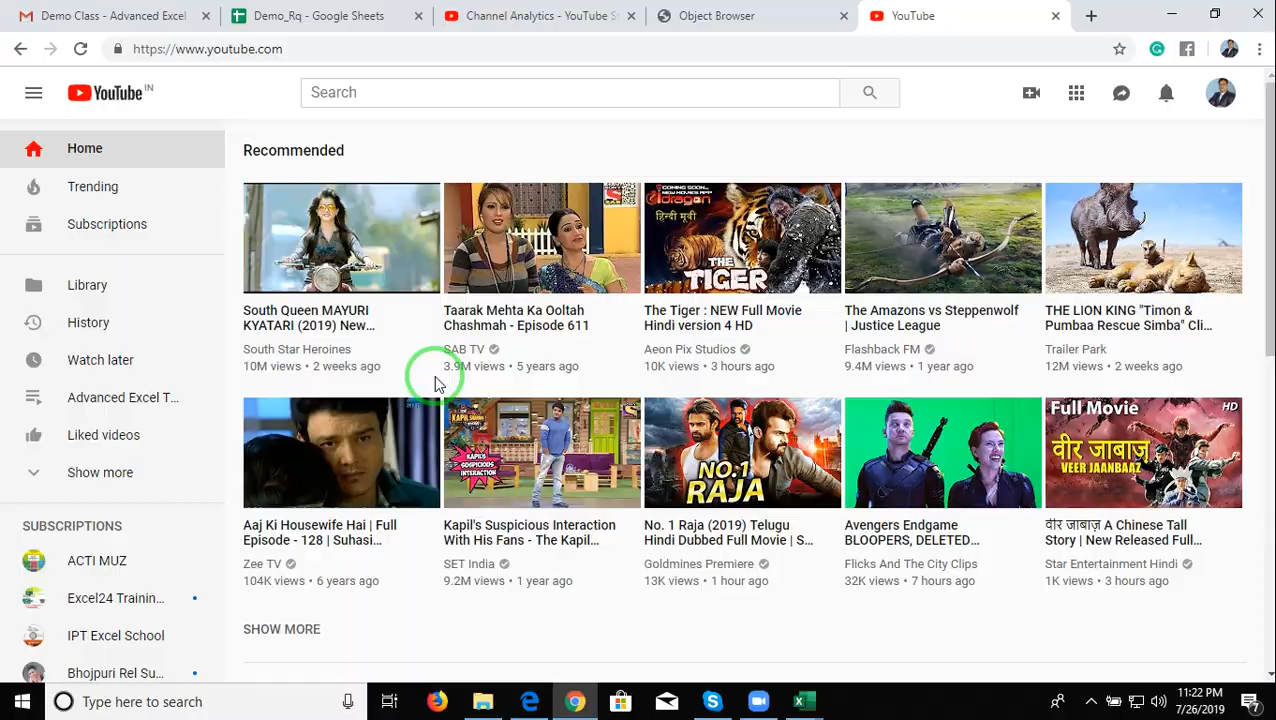 Demo Class - Advanced Excel
Demo_Rq - Google Sheets
Channel Analytics - YouTube S
Object Browser
YouTube
https://www.youtube.com
YouTube IN
Search
Home
Trending
Subscriptions
Library
History
Watch later
Advanced Excel T...
Liked videos
Show more
SUBSCRIPTIONS
ACTI MUZ
Excel24 Trainin...
IPT Excel School
Bhojpuri Rel Su...
Recommended
South Queen MAYURI
KYATARI (2019) New...
South Star Heroines
10M views • 2 weeks ago
Taarak Mehta Ka Ooltah
Chashmah - Episode 611
SAB TV
3.9M views • 5 years ago
COMING SOON...
NEW MOVIES APP
dragon
हिन्दी मूवी
THE
TIGER
The Tiger : NEW Full Movie
Hindi version 4 HD
Aeon Pix Studios
10K views • 3 hours ago
The Amazons vs Steppenwolf
| Justice League
Flashback FM
9.4M views • 1 year ago
THE LION KING "Timon &
Pumbaa Rescue Simba" Cli...
Trailer Park
12M views • 2 weeks ago
Aaj Ki Housewife Hai | Full
Episode - 128 | Suhasi...
Zee TV
104K views • 6 years ago
KAPIL'S
SUSPICIOUS
INTERACTION
Kapil's Suspicious Interaction
With His Fans - The Kapil...
SET India
9.2M views • 1 year ago
NO.1
RAJA
No. 1 Raja (2019) Telugu
Hindi Dubbed Full Movie | S...
Goldmines Premiere
13K views • 1 hour ago
Avengers Endgame
BLOOPERS, DELETED...
Flicks And The City Clips
32K views • 7 hours ago
Full Movie
HD
वीर जाबाज़
VEER JAANBAAZ
वीर जाबाज़ A Chinese Tall
Story | New Released Full...
Star Entertainment Hindi
1K views • 3 hours ago
SHOW MORE
Type here to search
11:22 PM
7/26/2019
7